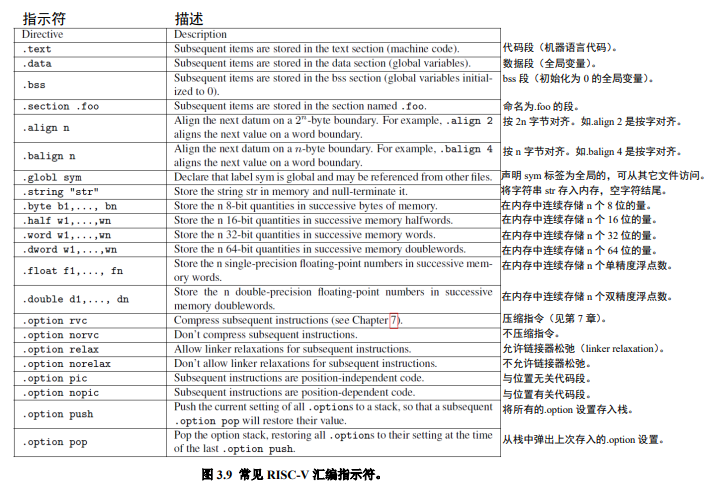 指示符 描述
Directive Description
.text Subsequent items are stored in the text section (machine code). 代码段（机器语言代码）。
.data Subsequent items are stored in the data section (global variables). 数据段（全局变量）。
.bss Subsequent items are stored in the bss section (global variables initial-
ized to 0). bss 段（初始化为 0 的全局变量）。
.section .foo Subsequent items are stored in the section named .foo. 命名为.foo 的段。
.align n Align the next datum on a 2^n-byte boundary. For example, .align 2
aligns the next value on a word boundary. 按 2n 字节对齐。如.align 2 是按字对齐。
.balign n Align the next datum on a n-byte boundary. For example, .balign 4
aligns the next value on a word boundary. 按 n 字节对齐。如.balign 4 是按字对齐。
.globl sym Declare that label sym is global and may be referenced from other files. 声明 sym 标签为全局的，可从其它文件访问。
.string "str" Store the string str in memory and null-terminate it. 将字符串 str 存入内存，空字符结尾。
.byte b1,..., bn Store the n 8-bit quantities in successive bytes of memory. 在内存中连续存储 n 个 8 位的量。
.half w1,...,wn Store the n 16-bit quantities in successive memory halfwords. 在内存中连续存储 n 个 16 位的量。
.word w1,...,wn Store the n 32-bit quantities in successive memory words. 在内存中连续存储 n 个 32 位的量。
.dword w1,...,wn Store the n 64-bit quantities in successive memory doublewords. 在内存中连续存储 n 个 64 位的量。
.float f1,..., fn Store the n single-precision floating-point numbers in successive mem-
ory words. 在内存中连续存储 n 个单精度浮点数。
.double d1,..., dn Store the n double-precision floating-point numbers in successive
memory doublewords. 在内存中连续存储 n 个双精度浮点数。
.option rvc Compress subsequent instructions (see Chapter 7). 压缩指令（见第 7 章）。
.option norvc Don't compress subsequent instructions. 不压缩指令。
.option relax Allow linker relaxations for subsequent instructions. 允许链接器松弛（linker relaxation）。
.option norelax Don't allow linker relaxations for subsequent instructions. 不允许链接器松弛。
.option pic Subsequent instructions are position-independent code. 与位置无关代码段。
.option nopic Subsequent instructions are position-dependent code. 与位置有关代码段。
.option push Push the current setting of all .options to a stack, so that a subsequent
.option pop will restore their value. 将所有的.option 设置存入栈。
.option pop Pop the option stack, restoring all .options to their setting at the time
of the last .option push. 从栈中弹出上次存入的.option 设置。
图 3.9 常见 RISC-V 汇编指示符。